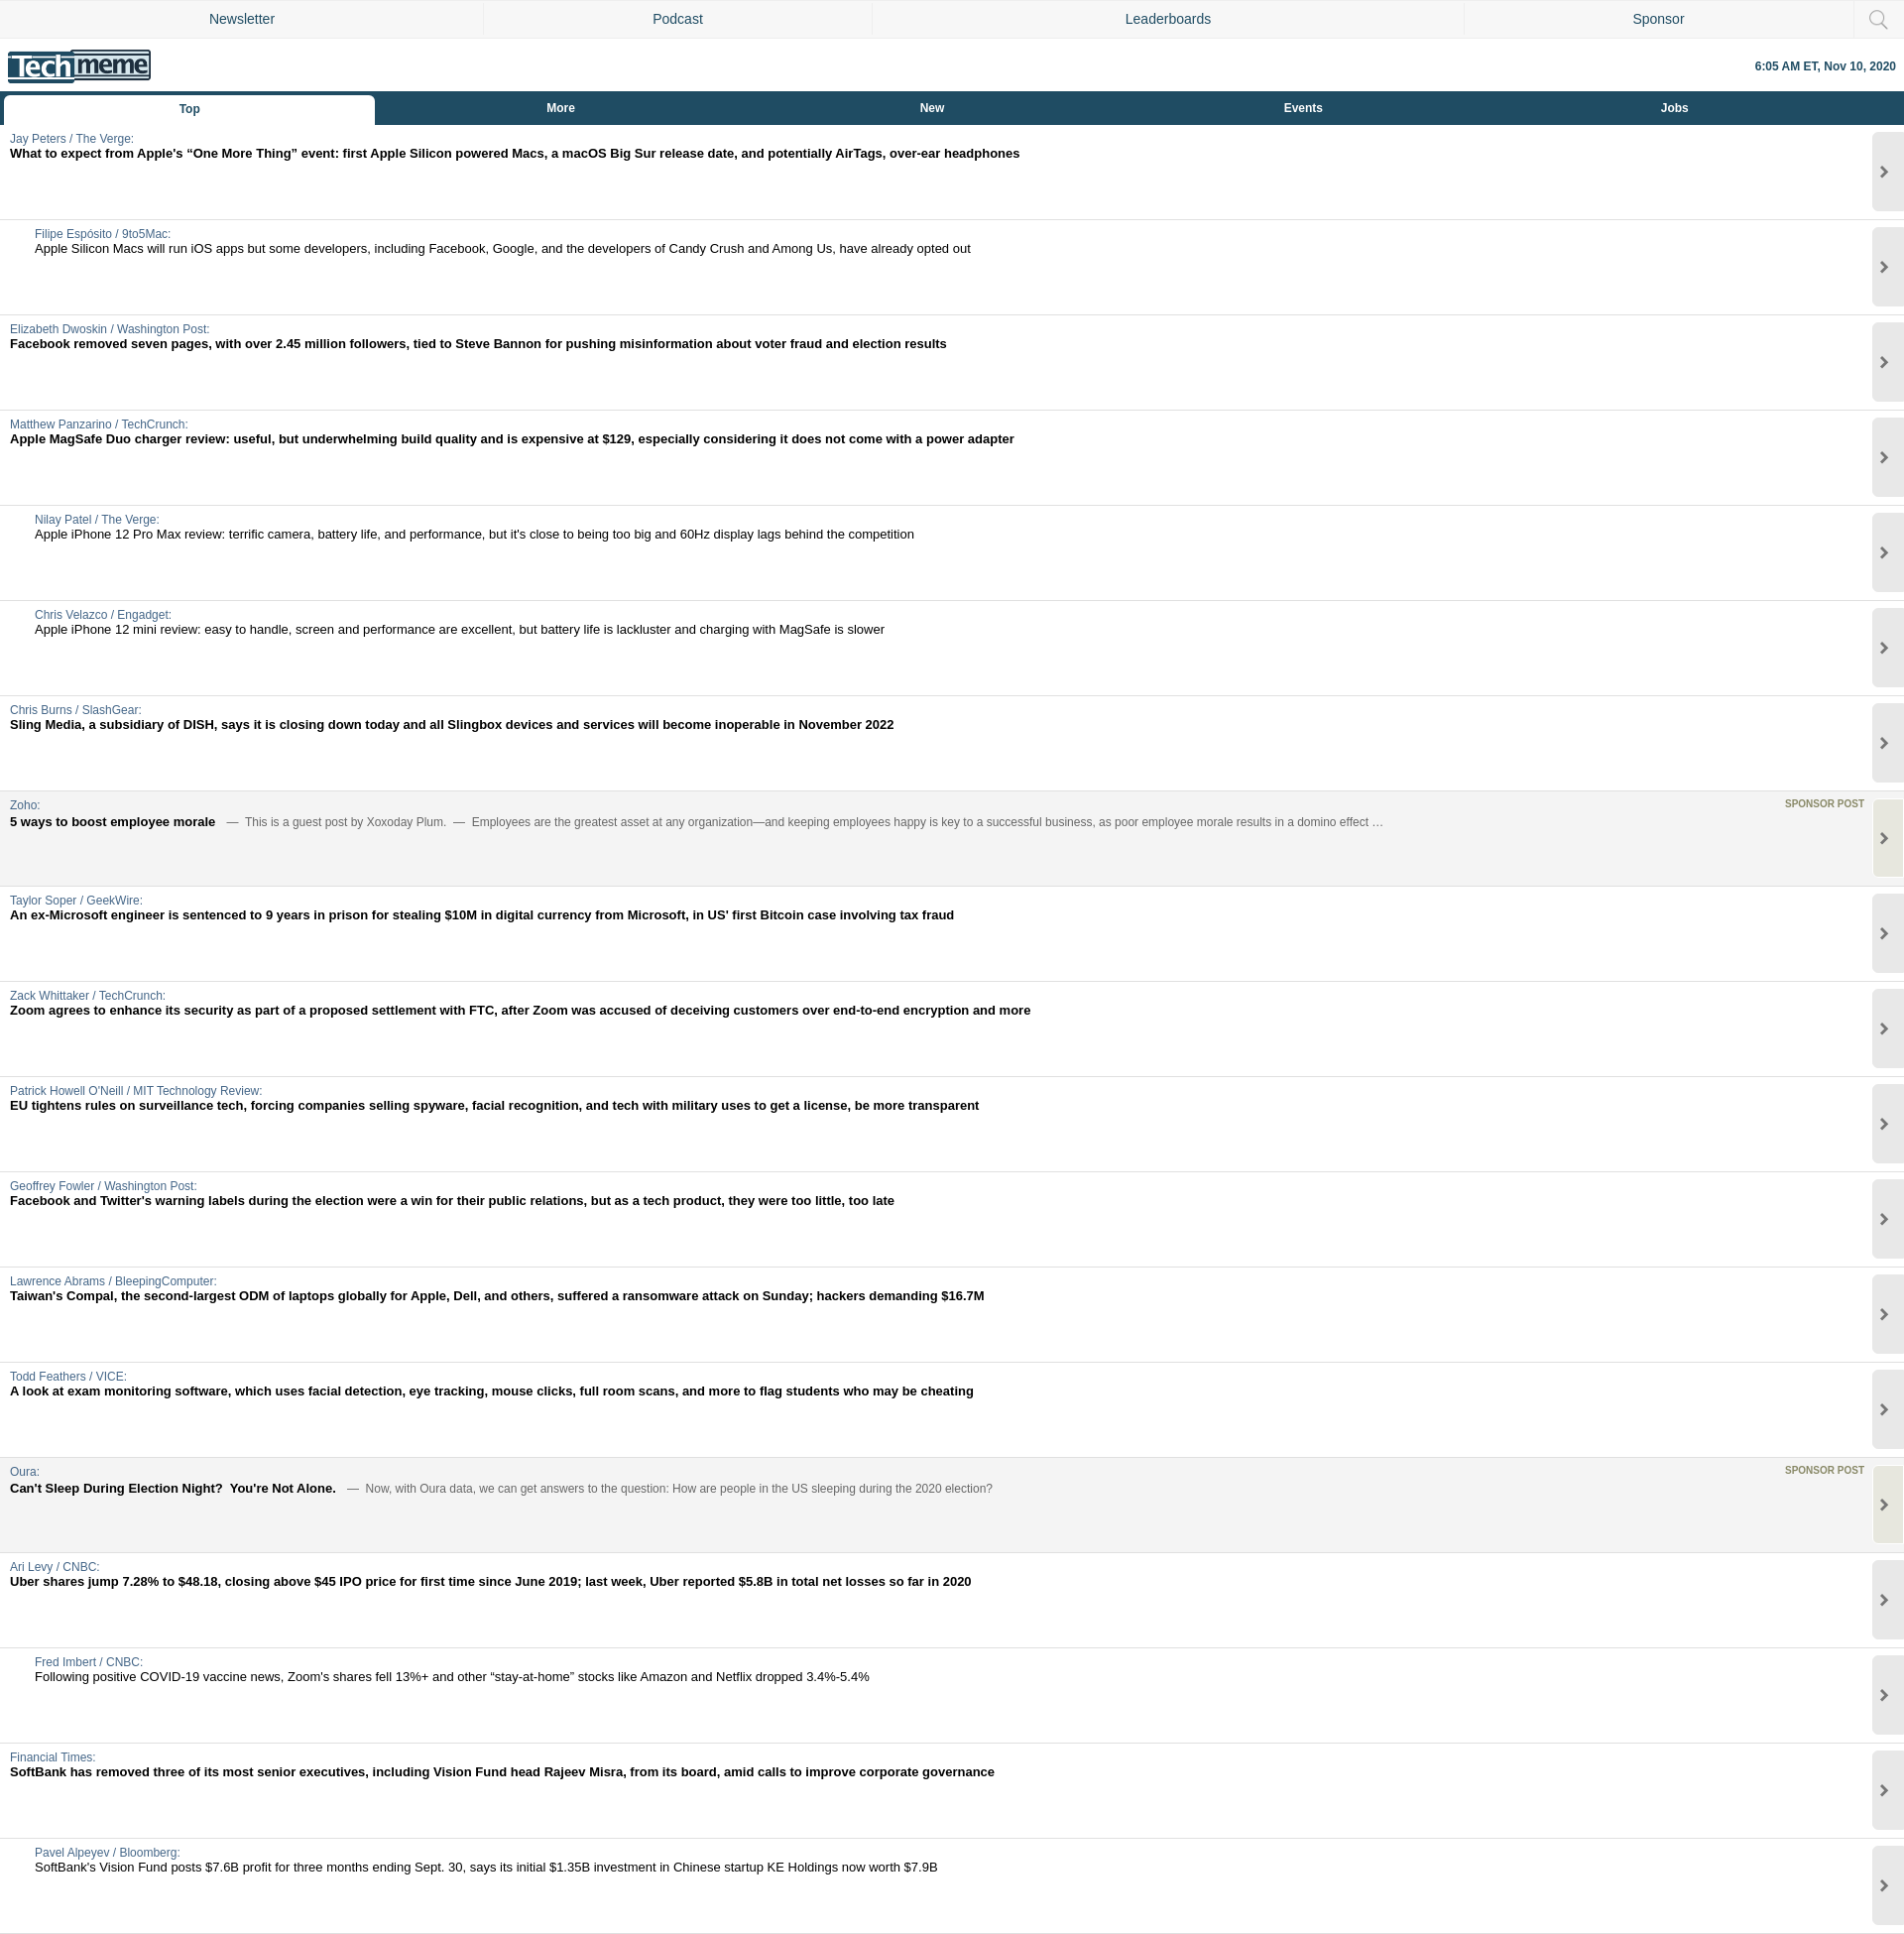 Newsletter Podcast Leaderboards Sponsor
Techmeme
6:05 AM ET, Nov 10, 2020
Top More New Events Jobs
Jay Peters / The Verge:
What to expect from Apple's “One More Thing” event: first Apple Silicon powered Macs, a macOS Big Sur release date, and potentially AirTags, over-ear headphones
Filipe Espósito / 9to5Mac:
Apple Silicon Macs will run iOS apps but some developers, including Facebook, Google, and the developers of Candy Crush and Among Us, have already opted out
Elizabeth Dwoskin / Washington Post:
Facebook removed seven pages, with over 2.45 million followers, tied to Steve Bannon for pushing misinformation about voter fraud and election results
Matthew Panzarino / TechCrunch:
Apple MagSafe Duo charger review: useful, but underwhelming build quality and is expensive at $129, especially considering it does not come with a power adapter
Nilay Patel / The Verge:
Apple iPhone 12 Pro Max review: terrific camera, battery life, and performance, but it's close to being too big and 60Hz display lags behind the competition
Chris Velazco / Engadget:
Apple iPhone 12 mini review: easy to handle, screen and performance are excellent, but battery life is lackluster and charging with MagSafe is slower
Chris Burns / SlashGear:
Sling Media, a subsidiary of DISH, says it is closing down today and all Slingbox devices and services will become inoperable in November 2022
Zoho: SPONSOR POST
5 ways to boost employee morale — This is a guest post by Xoxoday Plum. — Employees are the greatest asset at any organization—and keeping employees happy is key to a successful business, as poor employee morale results in a domino effect …
Taylor Soper / GeekWire:
An ex-Microsoft engineer is sentenced to 9 years in prison for stealing $10M in digital currency from Microsoft, in US' first Bitcoin case involving tax fraud
Zack Whittaker / TechCrunch:
Zoom agrees to enhance its security as part of a proposed settlement with FTC, after Zoom was accused of deceiving customers over end-to-end encryption and more
Patrick Howell O'Neill / MIT Technology Review:
EU tightens rules on surveillance tech, forcing companies selling spyware, facial recognition, and tech with military uses to get a license, be more transparent
Geoffrey Fowler / Washington Post:
Facebook and Twitter's warning labels during the election were a win for their public relations, but as a tech product, they were too little, too late
Lawrence Abrams / BleepingComputer:
Taiwan's Compal, the second-largest ODM of laptops globally for Apple, Dell, and others, suffered a ransomware attack on Sunday; hackers demanding $16.7M
Todd Feathers / VICE:
A look at exam monitoring software, which uses facial detection, eye tracking, mouse clicks, full room scans, and more to flag students who may be cheating
Oura: SPONSOR POST
Can't Sleep During Election Night? You're Not Alone. — Now, with Oura data, we can get answers to the question: How are people in the US sleeping during the 2020 election?
Ari Levy / CNBC:
Uber shares jump 7.28% to $48.18, closing above $45 IPO price for first time since June 2019; last week, Uber reported $5.8B in total net losses so far in 2020
Fred Imbert / CNBC:
Following positive COVID-19 vaccine news, Zoom's shares fell 13%+ and other “stay-at-home” stocks like Amazon and Netflix dropped 3.4%-5.4%
Financial Times:
SoftBank has removed three of its most senior executives, including Vision Fund head Rajeev Misra, from its board, amid calls to improve corporate governance
Pavel Alpeyev / Bloomberg:
SoftBank's Vision Fund posts $7.6B profit for three months ending Sept. 30, says its initial $1.35B investment in Chinese startup KE Holdings now worth $7.9B